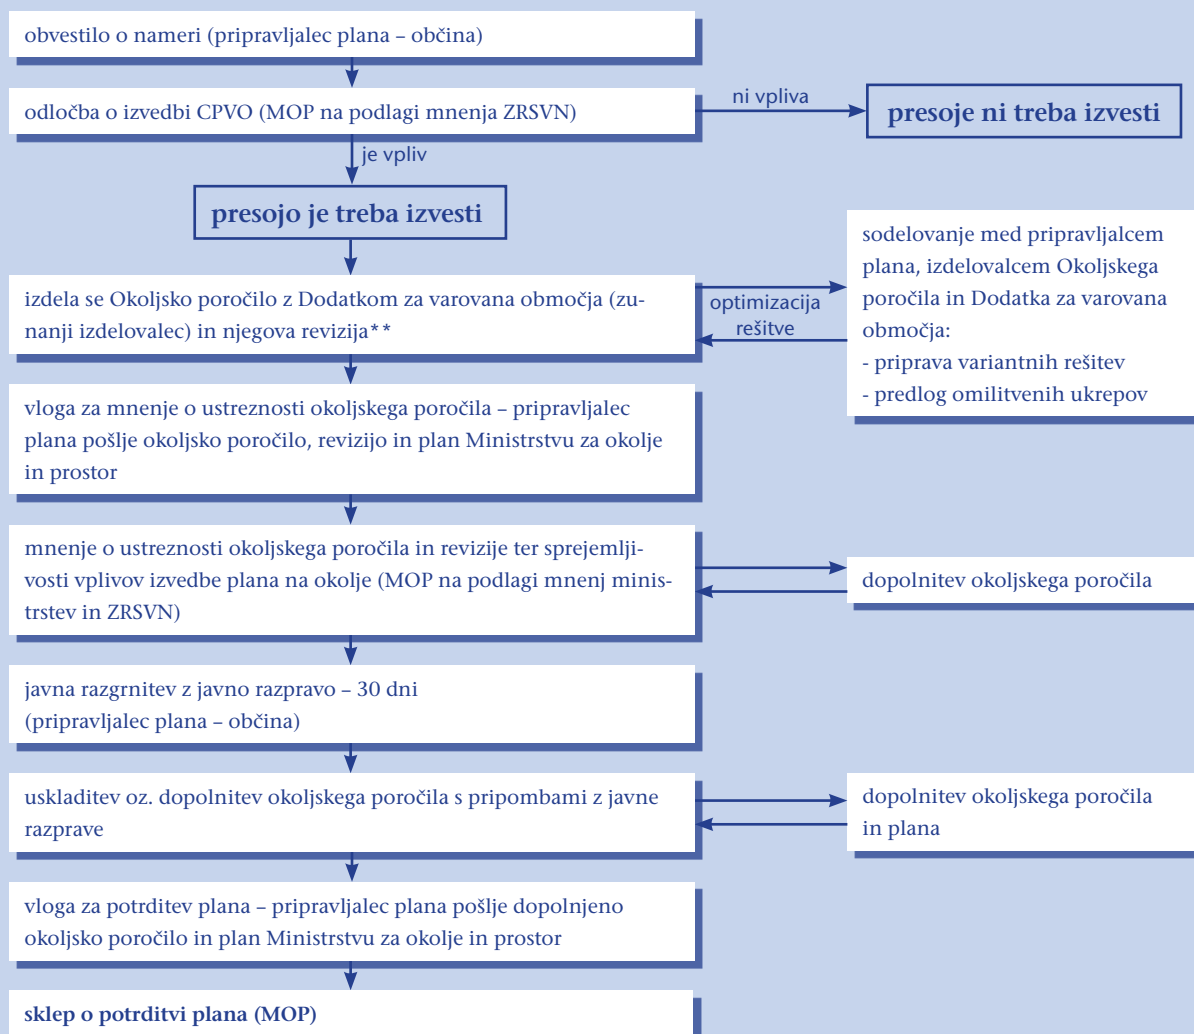 obvestilo o nameri (pripravljalec plana – občina)
odločba o izvedbi CPVO (MOP na podlagi mnenja ZRSVN)
ni vpliva
presoje ni treba izvesti
je vpliv
presojo je treba izvesti
izdela se Okoljsko poročilo z Dodatkom za varovana območja (zu-
nanji izdelovalec) in njegova revizija**
optimizacija
rešitve
sodelovanje med pripravljalcem
plana, izdelovalcem Okoljskega
poročila in Dodatka za varovana
območja:
- priprava variantnih rešitev
- predlog omilitvenih ukrepov
vloga za mnenje o ustreznosti okoljskega poročila – pripravljalec
plana pošlje okoljsko poročilo, revizijo in plan Ministrstvu za okolje
in prostor
mnenje o ustreznosti okoljskega poročila in revizije ter sprejemlji-
vosti vplivov izvedbe plana na okolje (MOP na podlagi mnenj minis-
trstev in ZRSVN)
dopolnitev okoljskega poročila
javna razgrnitev z javno razpravo – 30 dni
(pripravljalec plana – občina)
uskladitev oz. dopolnitev okoljskega poročila s pripombami z javne
razprave
dopolnitev okoljskega poročila
in plana
vloga za potrditev plana – pripravljalec plana pošlje dopolnjeno
okoljsko poročilo in plan Ministrstvu za okolje in prostor
sklep o potrditvi plana (MOP)